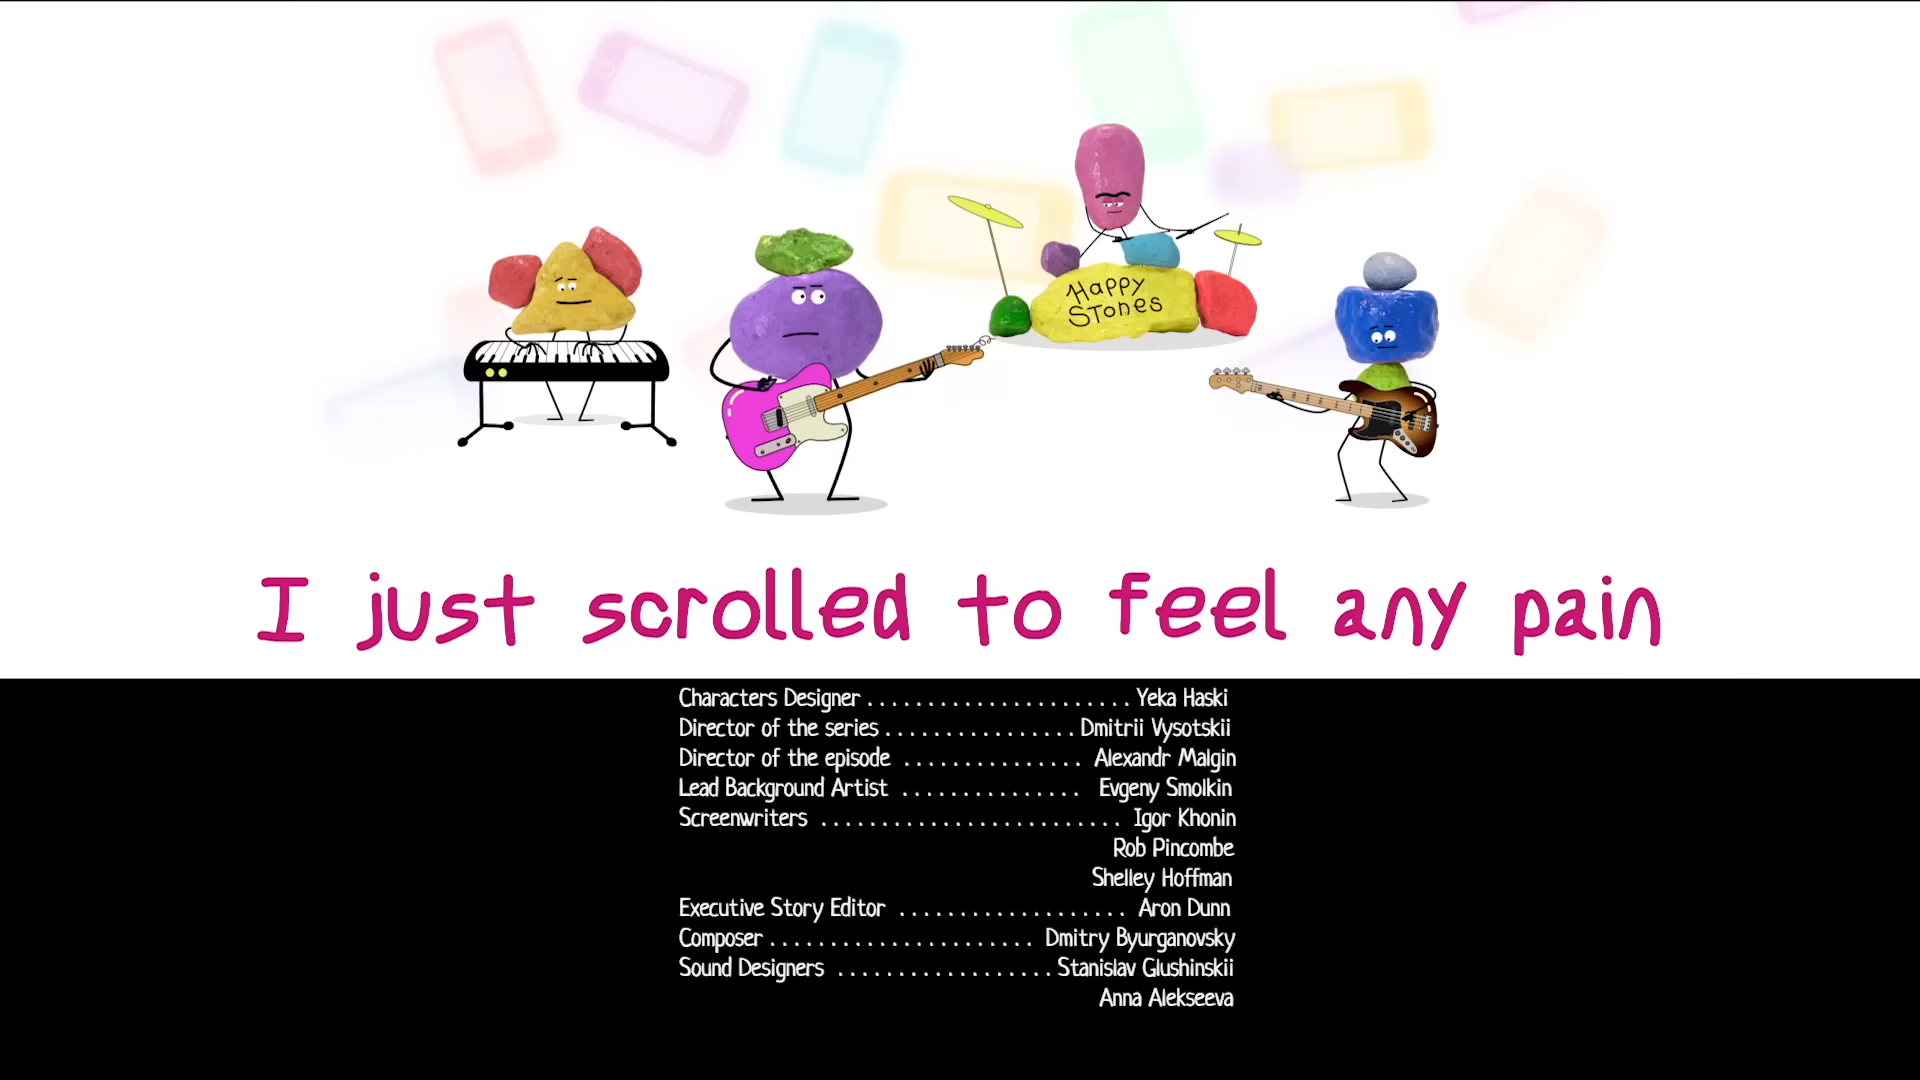 Happy
Stones
I just scrolled to feel any pain
Characters Designer . . . . . . . . . . . . . . . . . . . . . . Yeka Haski
Director of the series . . . . . . . . . . . . . . . . Dmitrii Vysotskii
Director of the episode . . . . . . . . . . . . . . . Alexandr Malgin
Lead Background Artist . . . . . . . . . . . . . . . Evgeny Smolkin
Screenwriters . . . . . . . . . . . . . . . . . . . . . . . . . Igor Khonin
Rob Pincombe
Shelley Hoffman
Executive Story Editor . . . . . . . . . . . . . . . . . . . Aron Dunn
Composer . . . . . . . . . . . . . . . . . . . . . . Dmitry Byurganovsky
Sound Designers . . . . . . . . . . . . . . . . . . Stanislav Glushinskii
Anna Alekseeva